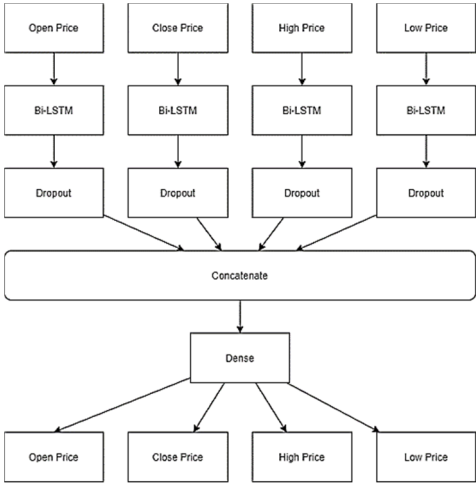 Open Price
Close Price
High Price
Low Price
Bi-LSTM
Bi-LSTM
Bi-LSTM
Bi-LSTM
Dropout
Dropout
Dropout
Dropout
Concatenate
Dense
Open Price
Close Price
High Price
Low Price